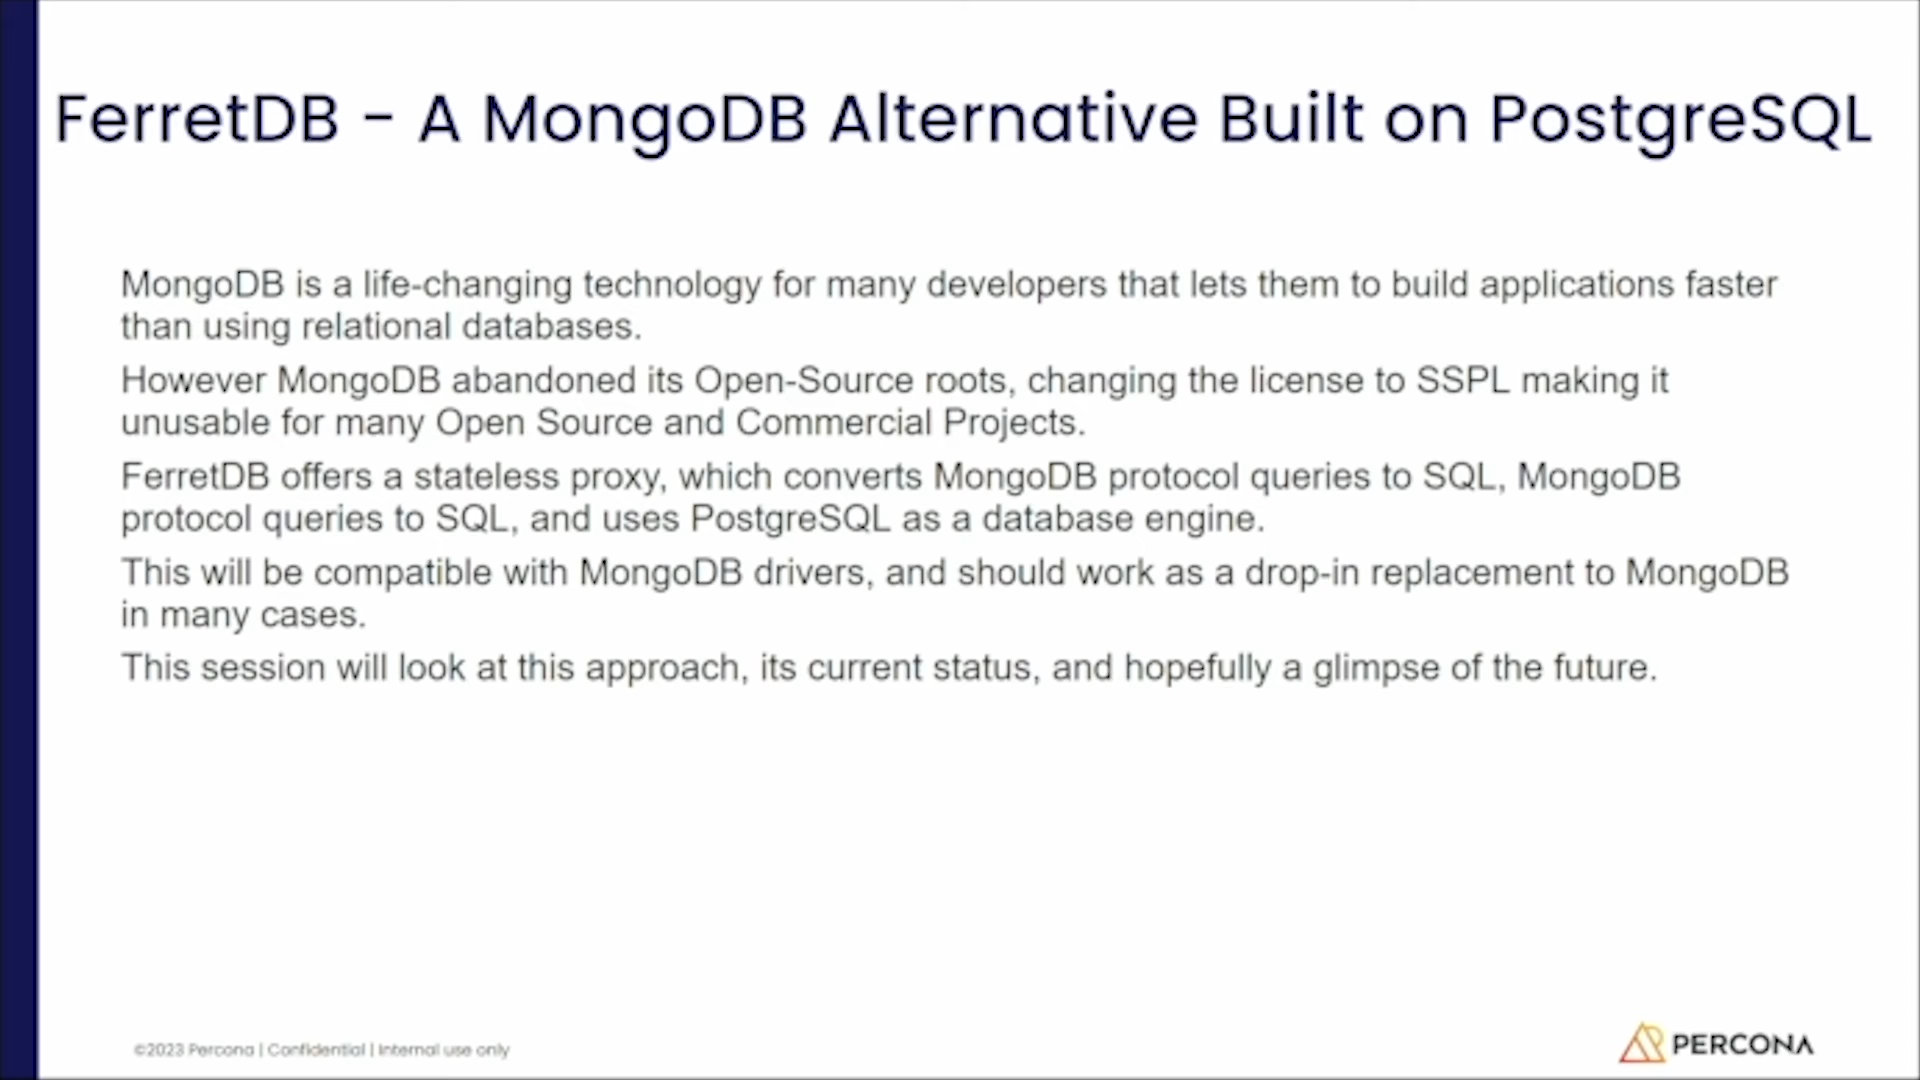 FerretDB - A MongoDB Alternative Built on PostgreSQL
MongoDB is a life-changing technology for many developers that lets them to build applications faster
than using relational databases.
However MongoDB abandoned its Open-Source roots, changing the license to SSPL making it
unusable for many Open Source and Commercial Projects.
FerretDB offers a stateless proxy, which converts MongoDB protocol queries to SQL, MongoDB
protocol queries to SQL, and uses PostgreSQL as a database engine.
This will be compatible with MongoDB drivers, and should work as a drop-in replacement to MongoDB
in many cases.
This session will look at this approach, its current status, and hopefully a glimpse of the future.
©2023 Percona | Confidential | Internal use only
PERCONA